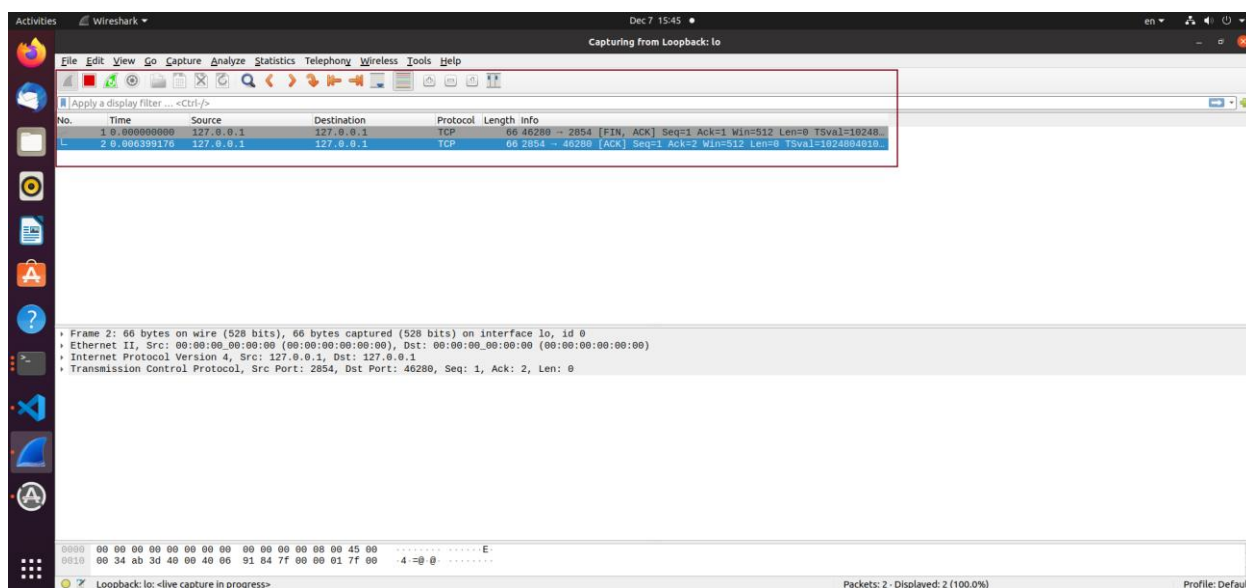 Activities Wireshark Dec 7 15:45 en
Capturing from Loopback: lo
File Edit View Go Capture Analyze Statistics Telephony Wireless Tools Help
Apply a display filter ... <Ctrl-/>
No. Time Source Destination Protocol Length Info
1 0.000000000 127.0.0.1 127.0.0.1 TCP 66 46280 → 2854 [FIN, ACK] Seq=1 Ack=1 Win=512 Len=0 TSval=10248…
2 0.006399176 127.0.0.1 127.0.0.1 TCP 66 2854 → 46280 [ACK] Seq=1 Ack=2 Win=512 Len=0 TSval=1024804010…
Frame 2: 66 bytes on wire (528 bits), 66 bytes captured (528 bits) on interface lo, id 0
Ethernet II, Src: 00:00:00_00:00:00 (00:00:00:00:00:00), Dst: 00:00:00_00:00:00 (00:00:00:00:00:00)
Internet Protocol Version 4, Src: 127.0.0.1, Dst: 127.0.0.1
Transmission Control Protocol, Src Port: 2854, Dst Port: 46280, Seq: 1, Ack: 2, Len: 0
0000 00 00 00 00 00 00 00 00 00 00 00 00 08 00 45 00 ········ ······E·
0010 00 34 ab 3d 40 00 40 06 91 84 7f 00 00 01 7f 00 ·4·=@·@· ········
Loopback: lo: <live capture in progress> Packets: 2 · Displayed: 2 (100.0%) Profile: Defau